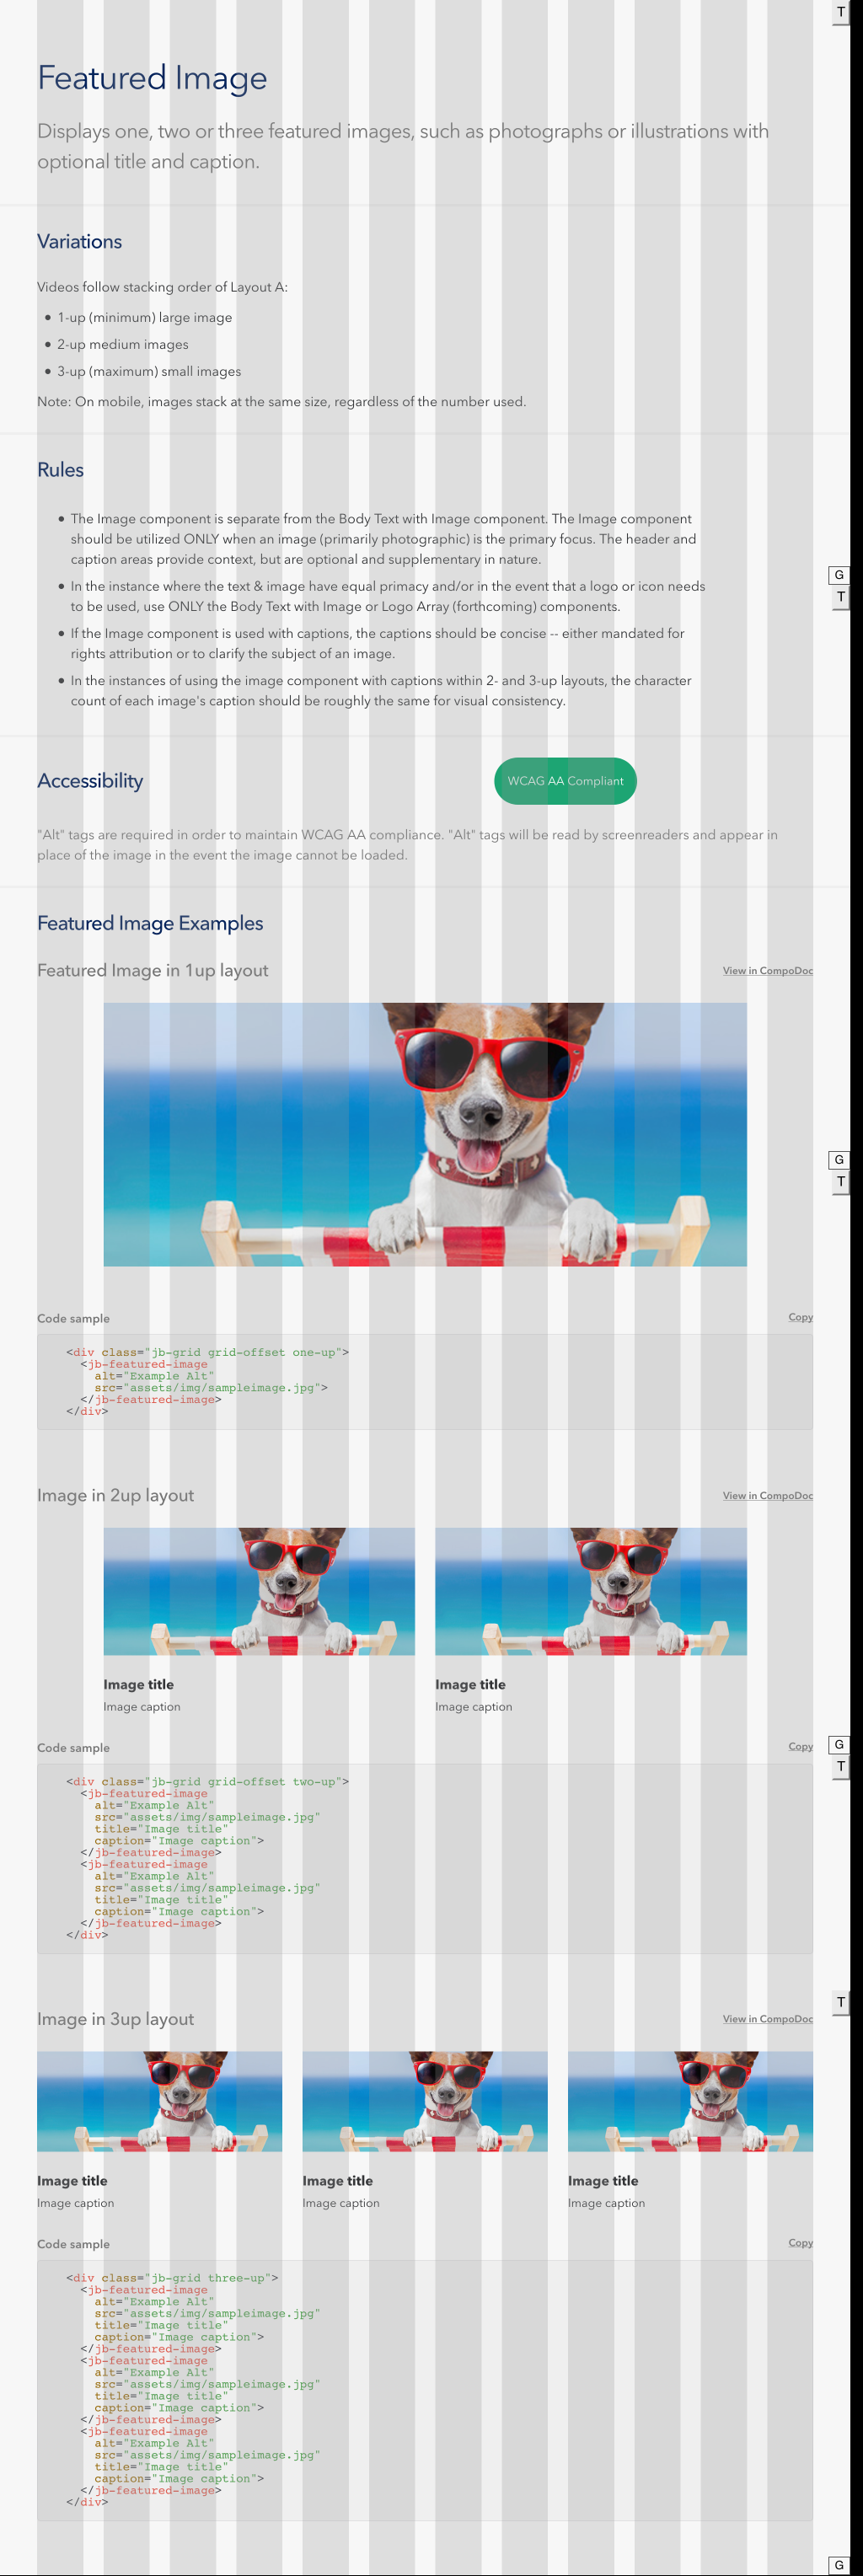 T
Featured Image
Displays one, two or three featured images, such as photographs or illustrations with
optional title and caption.
Variations
Videos follow stacking order of Layout A:
• 1-up (minimum) large image
• 2-up medium images
• 3-up (maximum) small images
Note: On mobile, images stack at the same size, regardless of the number used.
Rules
• The Image component is separate from the Body Text with Image component. The Image component
should be utilized ONLY when an image (primarily photographic) is the primary focus. The header and
caption areas provide context, but are optional and supplementary in nature.
• In the instance where the text & image have equal primacy and/or in the event that a logo or icon needs
to be used, use ONLY the Body Text with Image or Logo Array (forthcoming) components.
G
T
• If the Image component is used with captions, the captions should be concise -- either mandated for
rights attribution or to clarify the subject of an image.
• In the instances of using the image component with captions within 2- and 3-up layouts, the character
count of each image's caption should be roughly the same for visual consistency.
Accessibility
WCAG AA Compliant
"Alt" tags are required in order to maintain WCAG AA compliance. "Alt" tags will be read by screenreaders and appear in
place of the image in the event the image cannot be loaded.
Featured Image Examples
Featured Image in 1up layout
View in CompoDoc
G
T
Code sample
Copy
<div class="jb-grid grid-offset one-up">
<jb-featured-image
alt="Example Alt"
src="assets/img/sampleimage.jpg">
</jb-featured-image>
</div>
Image in 2up layout
View in CompoDoc
Image title
Image caption
Image title
Image caption
Code sample
Copy
G
T
<div class="jb-grid grid-offset two-up">
<jb-featured-image
alt="Example Alt"
src="assets/img/sampleimage.jpg"
title="Image title"
caption="Image caption">
</jb-featured-image>
<jb-featured-image
alt="Example Alt"
src="assets/img/sampleimage.jpg"
title="Image title"
caption="Image caption">
</jb-featured-image>
</div>
T
Image in 3up layout
View in CompoDoc
Image title
Image caption
Image title
Image caption
Image title
Image caption
Code sample
Copy
<div class="jb-grid three-up">
<jb-featured-image
alt="Example Alt"
src="assets/img/sampleimage.jpg"
title="Image title"
caption="Image caption">
</jb-featured-image>
<jb-featured-image
alt="Example Alt"
src="assets/img/sampleimage.jpg"
title="Image title"
caption="Image caption">
</jb-featured-image>
<jb-featured-image
alt="Example Alt"
src="assets/img/sampleimage.jpg"
title="Image title"
caption="Image caption">
</jb-featured-image>
</div>
G